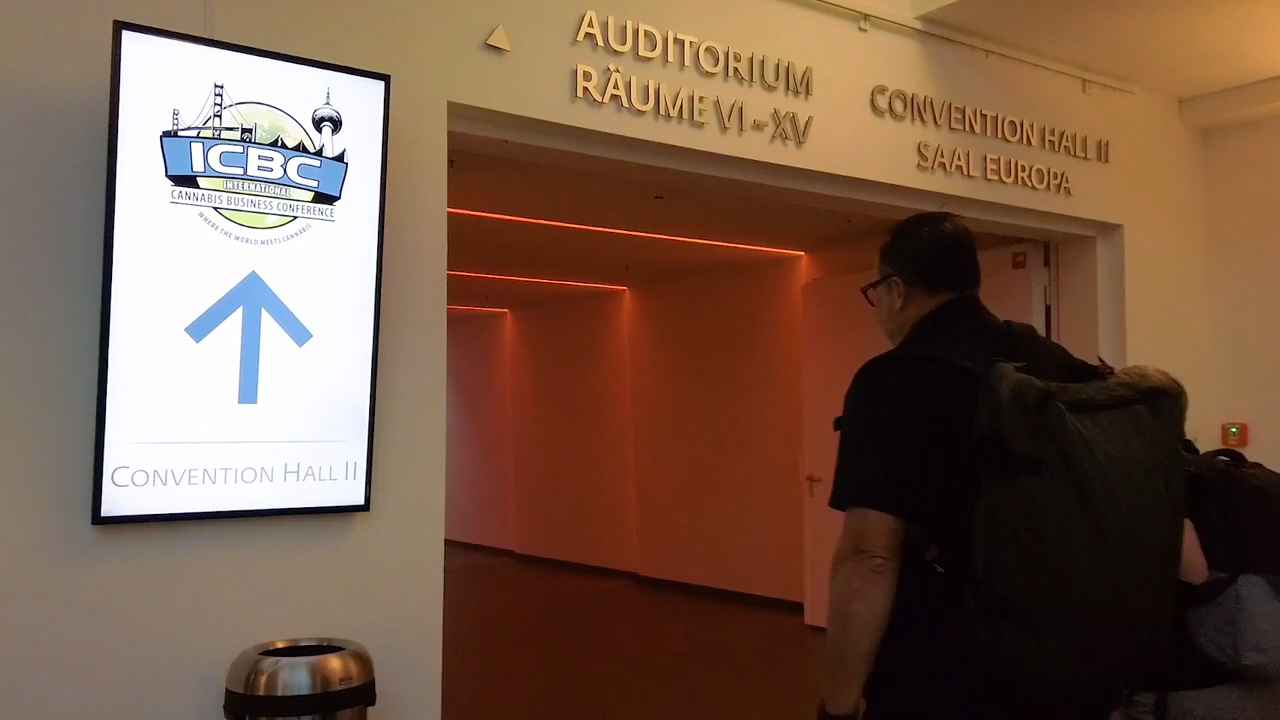 ICBC
INTERNATIONAL
CANNABIS BUSINESS CONFERENCE
WHERE THE WORLD MEETS CANNABIS
CONVENTION HALL II
AUDITORIUM
RÄUME VI – XV
CONVENTION HALL II
SAAL EUROPA